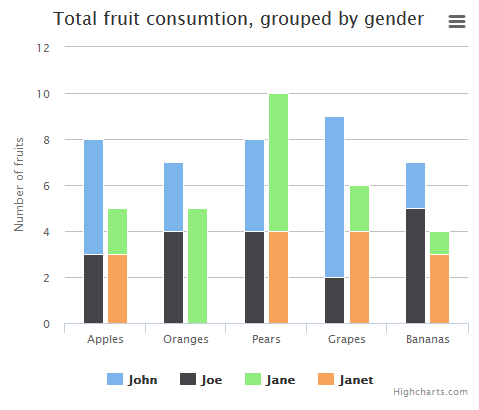 Total fruit consumtion, grouped by gender
Number of fruits
12
10
8
6
4
2
0
Apples Oranges Pears Grapes Bananas
John Joe Jane Janet
Highcharts.com